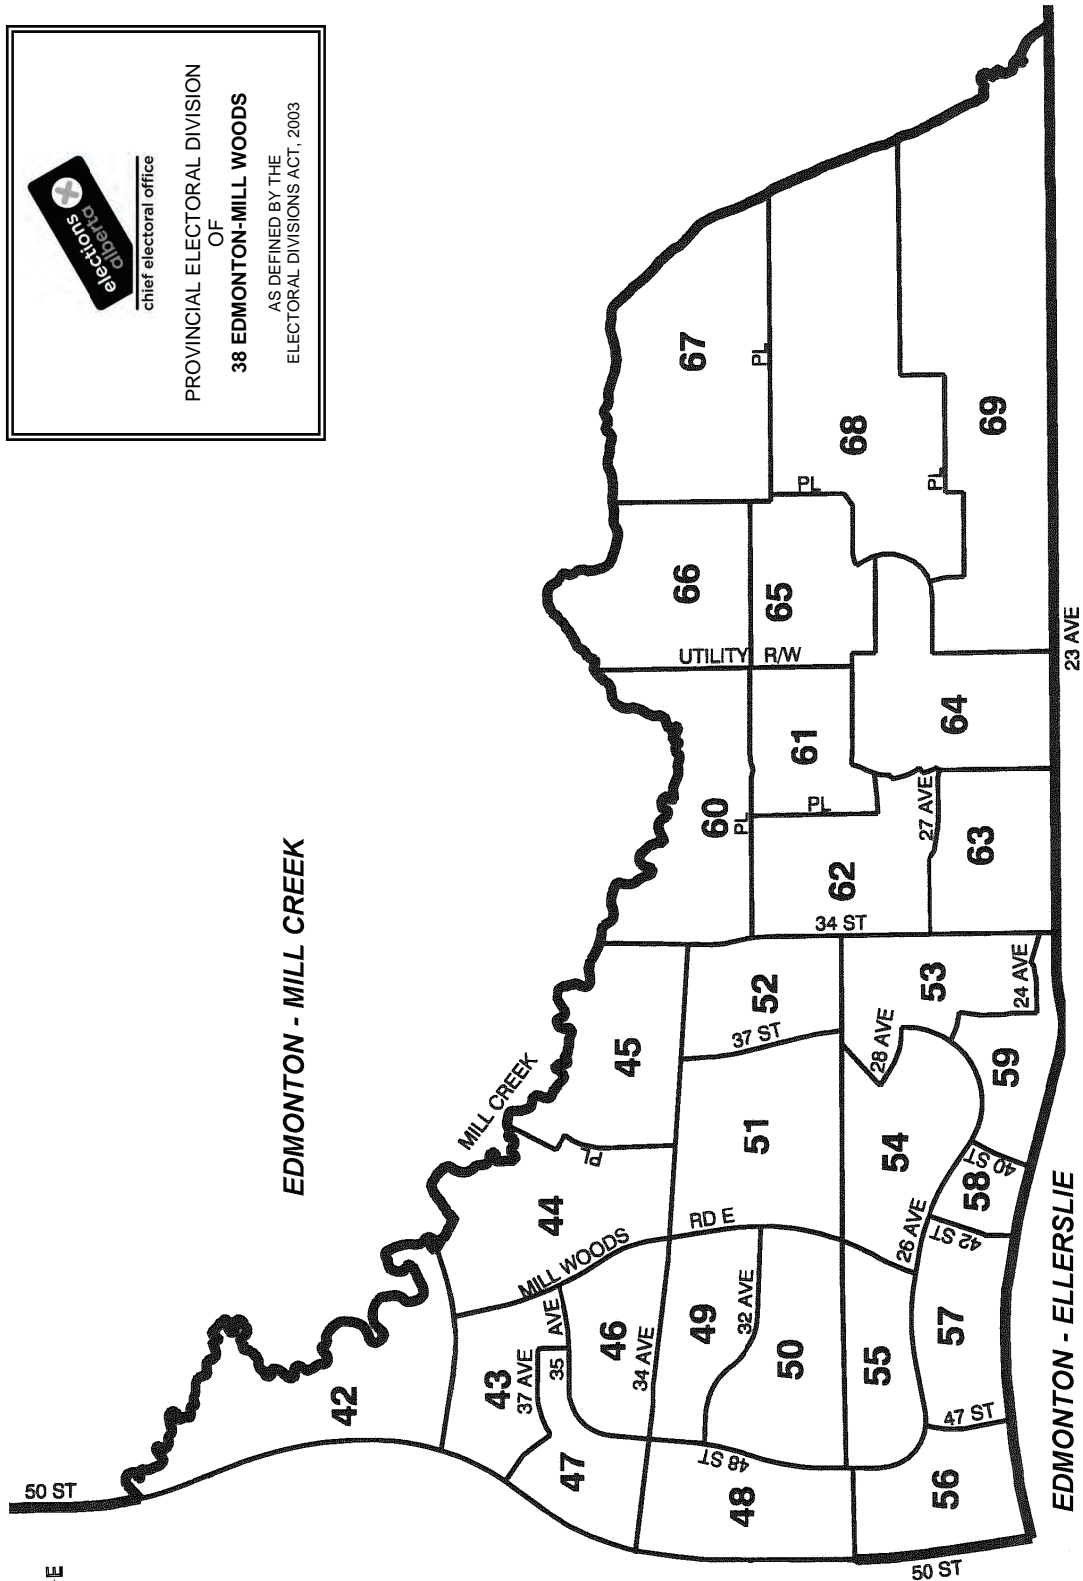 elections
alberta
chief electoral office
PROVINCIAL ELECTORAL DIVISION
OF
38 EDMONTON-MILL WOODS
AS DEFINED BY THE
ELECTORAL DIVISIONS ACT, 2003
EDMONTON - MILL CREEK
50 ST
42
MILL CREEK
43
37 AVE
35 AVE
44
MILL WOODS RD E
PL
45
46
34 AVE
47
48
48 ST
49
32 AVE
50
51
37 ST
52
53
28 AVE
24 AVE
54
26 AVE
55
56
50 ST
47 ST
57
42 ST
58
40 ST
59
60
PL
61
PL
62
34 ST
27 AVE
63
64
UTILITY R/W
65
66
67
PL
68
PL
PL
69
23 AVE
EDMONTON - ELLERSLIE